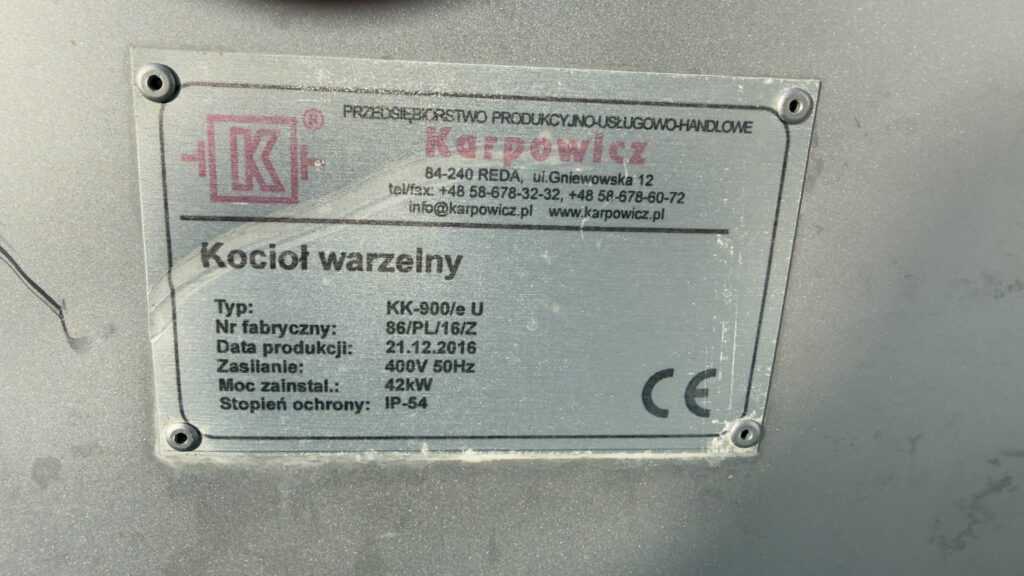 K ®
PRZEDSIĘBIORSTWO PRODUKCYJNO-USŁUGOWO-HANDLOWE
Karpowicz
84-240 REDA, ul.Gniewowska 12
tel/fax: +48 58-678-32-32, +48 58-678-60-72
info@karpowicz.pl www.karpowicz.pl
Kocioł warzelny
Typ: KK-900/e U
Nr fabryczny: 86/PL/16/Z
Data produkcji: 21.12.2016
Zasilanie: 400V 50Hz
Moc zainstal.: 42kW
Stopień ochrony: IP-54
CE